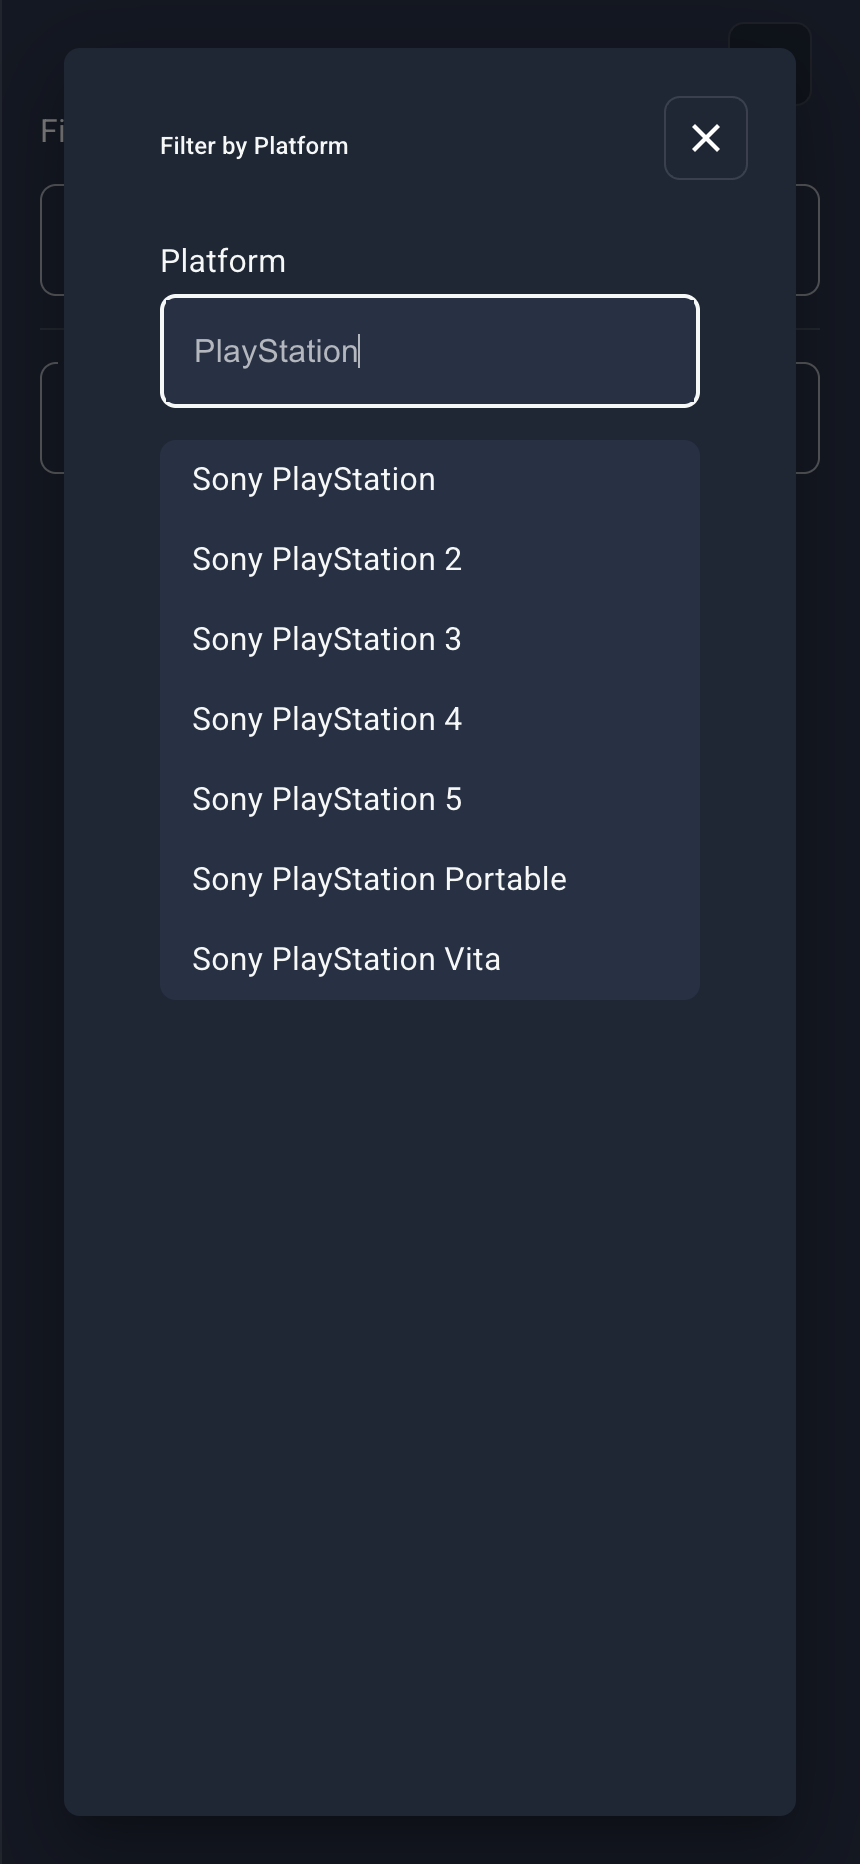 Filter by Platform
Fi
Platform
PlayStation
Sony PlayStation
Sony PlayStation 2
Sony PlayStation 3
Sony PlayStation 4
Sony PlayStation 5
Sony PlayStation Portable
Sony PlayStation Vita